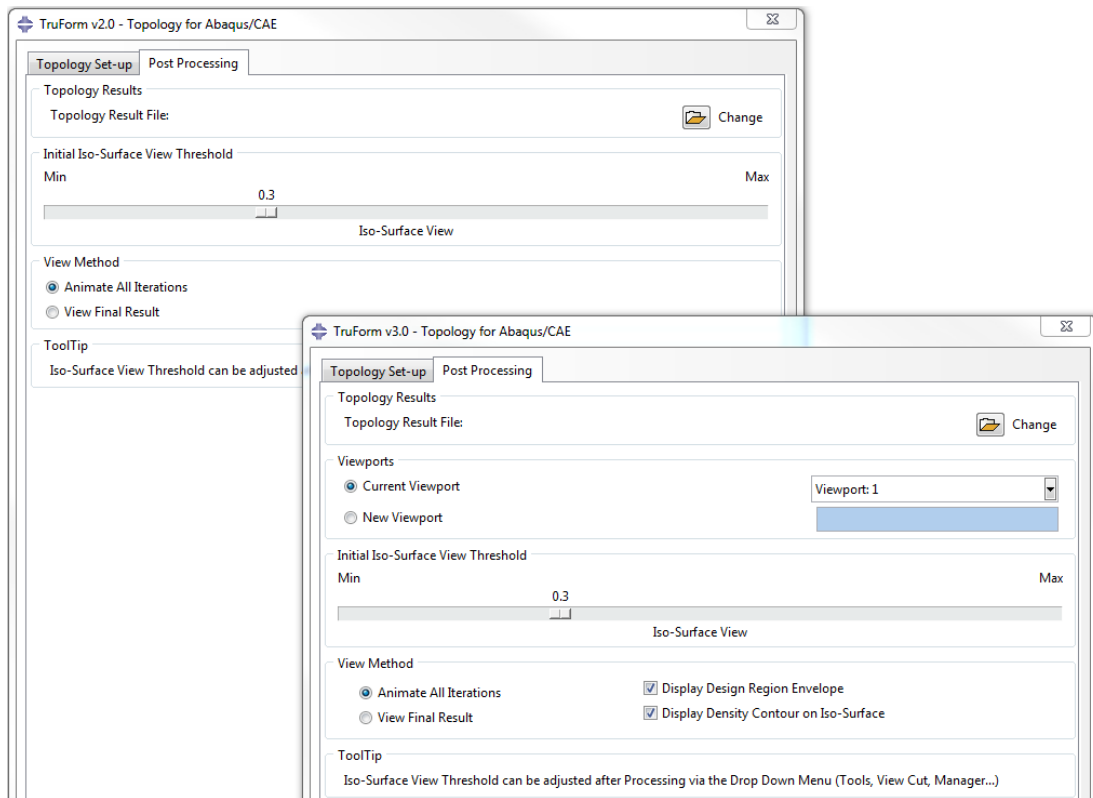 TruForm v2.0 - Topology for Abaqus/CAE
Topology Set-up Post Processing
Topology Results
Topology Result File: Change
Initial Iso-Surface View Threshold
Min Max
0.3
Iso-Surface View
View Method
Animate All Iterations
View Final Result
ToolTip
Iso-Surface View Threshold can be adjusted
TruForm v3.0 - Topology for Abaqus/CAE
Topology Set-up Post Processing
Topology Results
Topology Result File: Change
Viewports
Current Viewport Viewport: 1
New Viewport
Initial Iso-Surface View Threshold
Min Max
0.3
Iso-Surface View
View Method
Animate All Iterations Display Design Region Envelope
View Final Result Display Density Contour on Iso-Surface
ToolTip
Iso-Surface View Threshold can be adjusted after Processing via the Drop Down Menu (Tools, View Cut, Manager...)